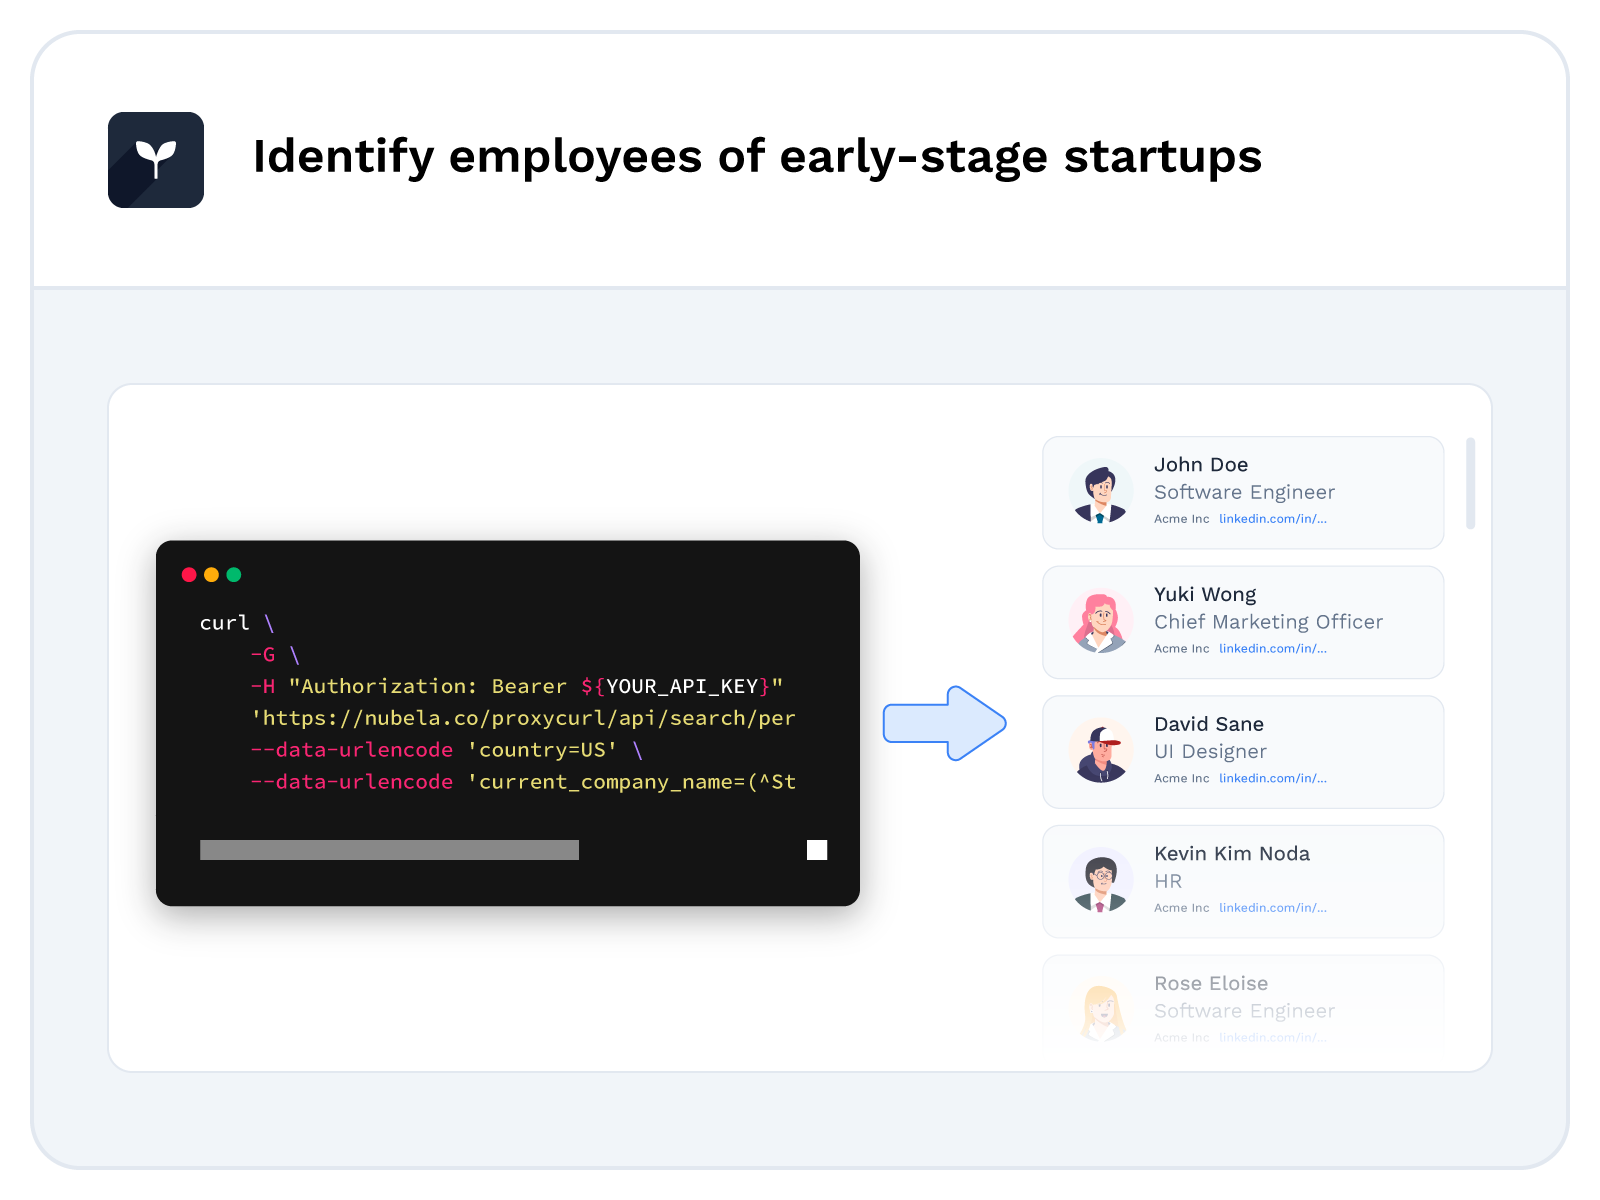 Identify employees of early-stage startups
curl \
-G \
-H "Authorization: Bearer ${YOUR_API_KEY}"
'https://nubela.co/proxycurl/api/search/per
--data-urlencode 'country=US' \
--data-urlencode 'current_company_name=(^St
John Doe
Software Engineer
Acme Inc linkedin.com/in/...
Yuki Wong
Chief Marketing Officer
Acme Inc linkedin.com/in/...
David Sane
UI Designer
Acme Inc linkedin.com/in/...
Kevin Kim Noda
HR
Acme Inc linkedin.com/in/...
Rose Eloise
Software Engineer
Acme Inc linkedin.com/in/...